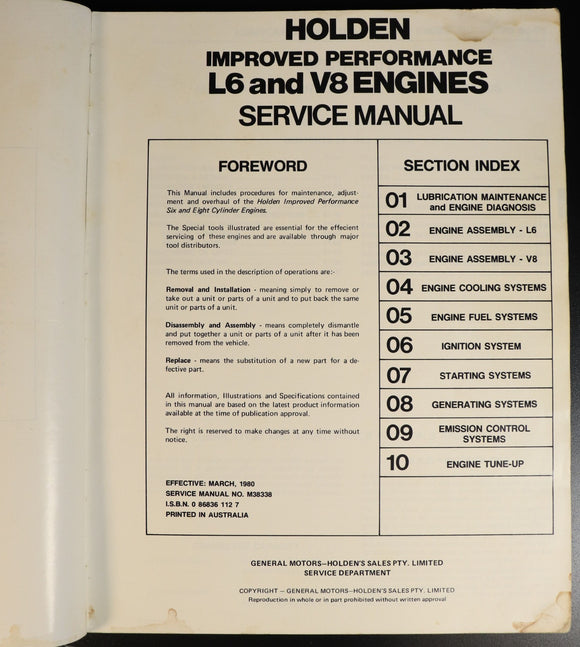 HOLDEN
IMPROVED PERFORMANCE
L6 and V8 ENGINES
SERVICE MANUAL
FOREWORD
This Manual includes procedures for maintenance, adjust-
ment and overhaul of the Holden Improved Performance
Six and Eight Cylinder Engines.
The Special tools illustrated are essential for the effecient
servicing of these engines and are available through major
tool distributors.
The terms used in the description of operations are:-
Removal and Installation - meaning simply to remove or
take out a unit or parts of a unit and to put back the same
unit or parts of a unit.
Disassembly and Assembly - means completely dismantle
and put together a unit or parts of a unit after it has been
removed from the vehicle.
Replace - means the substitution of a new part for a de-
fective part.
All information, Illustrations and Specifications contained
in this manual are based on the latest product information
available at the time of publication approval.
The right is reserved to make changes at any time without
notice.
EFFECTIVE: MARCH, 1980
SERVICE MANUAL NO. M38338
I.S.B.N. 0 86836 112 7
PRINTED IN AUSTRALIA
SECTION INDEX
01 LUBRICATION MAINTENANCE
and ENGINE DIAGNOSIS
02 ENGINE ASSEMBLY - L6
03 ENGINE ASSEMBLY - V8
04 ENGINE COOLING SYSTEMS
05 ENGINE FUEL SYSTEMS
06 IGNITION SYSTEM
07 STARTING SYSTEMS
08 GENERATING SYSTEMS
09 EMISSION CONTROL
SYSTEMS
10 ENGINE TUNE-UP
GENERAL MOTORS—HOLDEN'S SALES PTY. LIMITED
SERVICE DEPARTMENT
COPYRIGHT — GENERAL MOTORS—HOLDEN'S SALES PTY. LIMITED
Reproduction in whole or in part prohibited without written approval